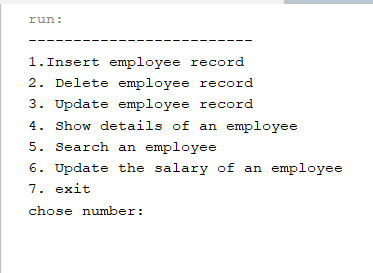 run:
-------------------------
1.Insert employee record
2. Delete employee record
3. Update employee record
4. Show details of an employee
5. Search an employee
6. Update the salary of an employee
7. exit
chose number: